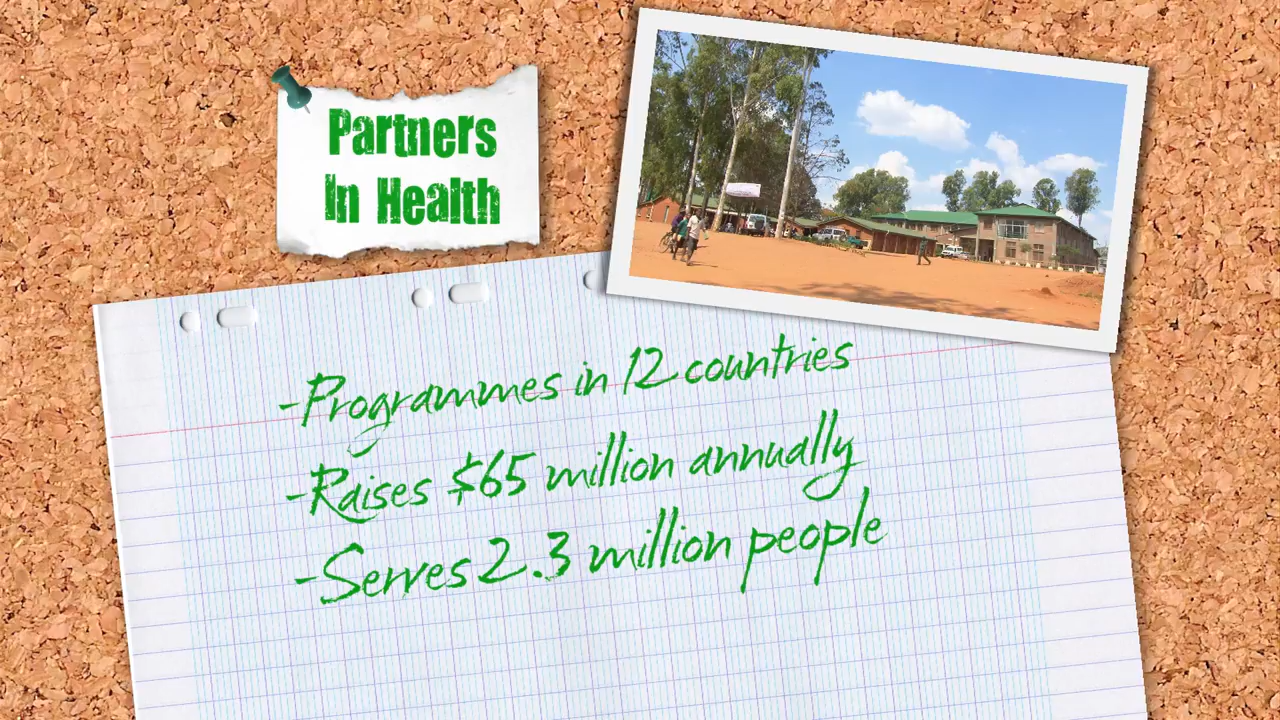 Partners
In Health
-Programmes in 12 countries
-Raises $65 million annually
-Serves 2.3 million people